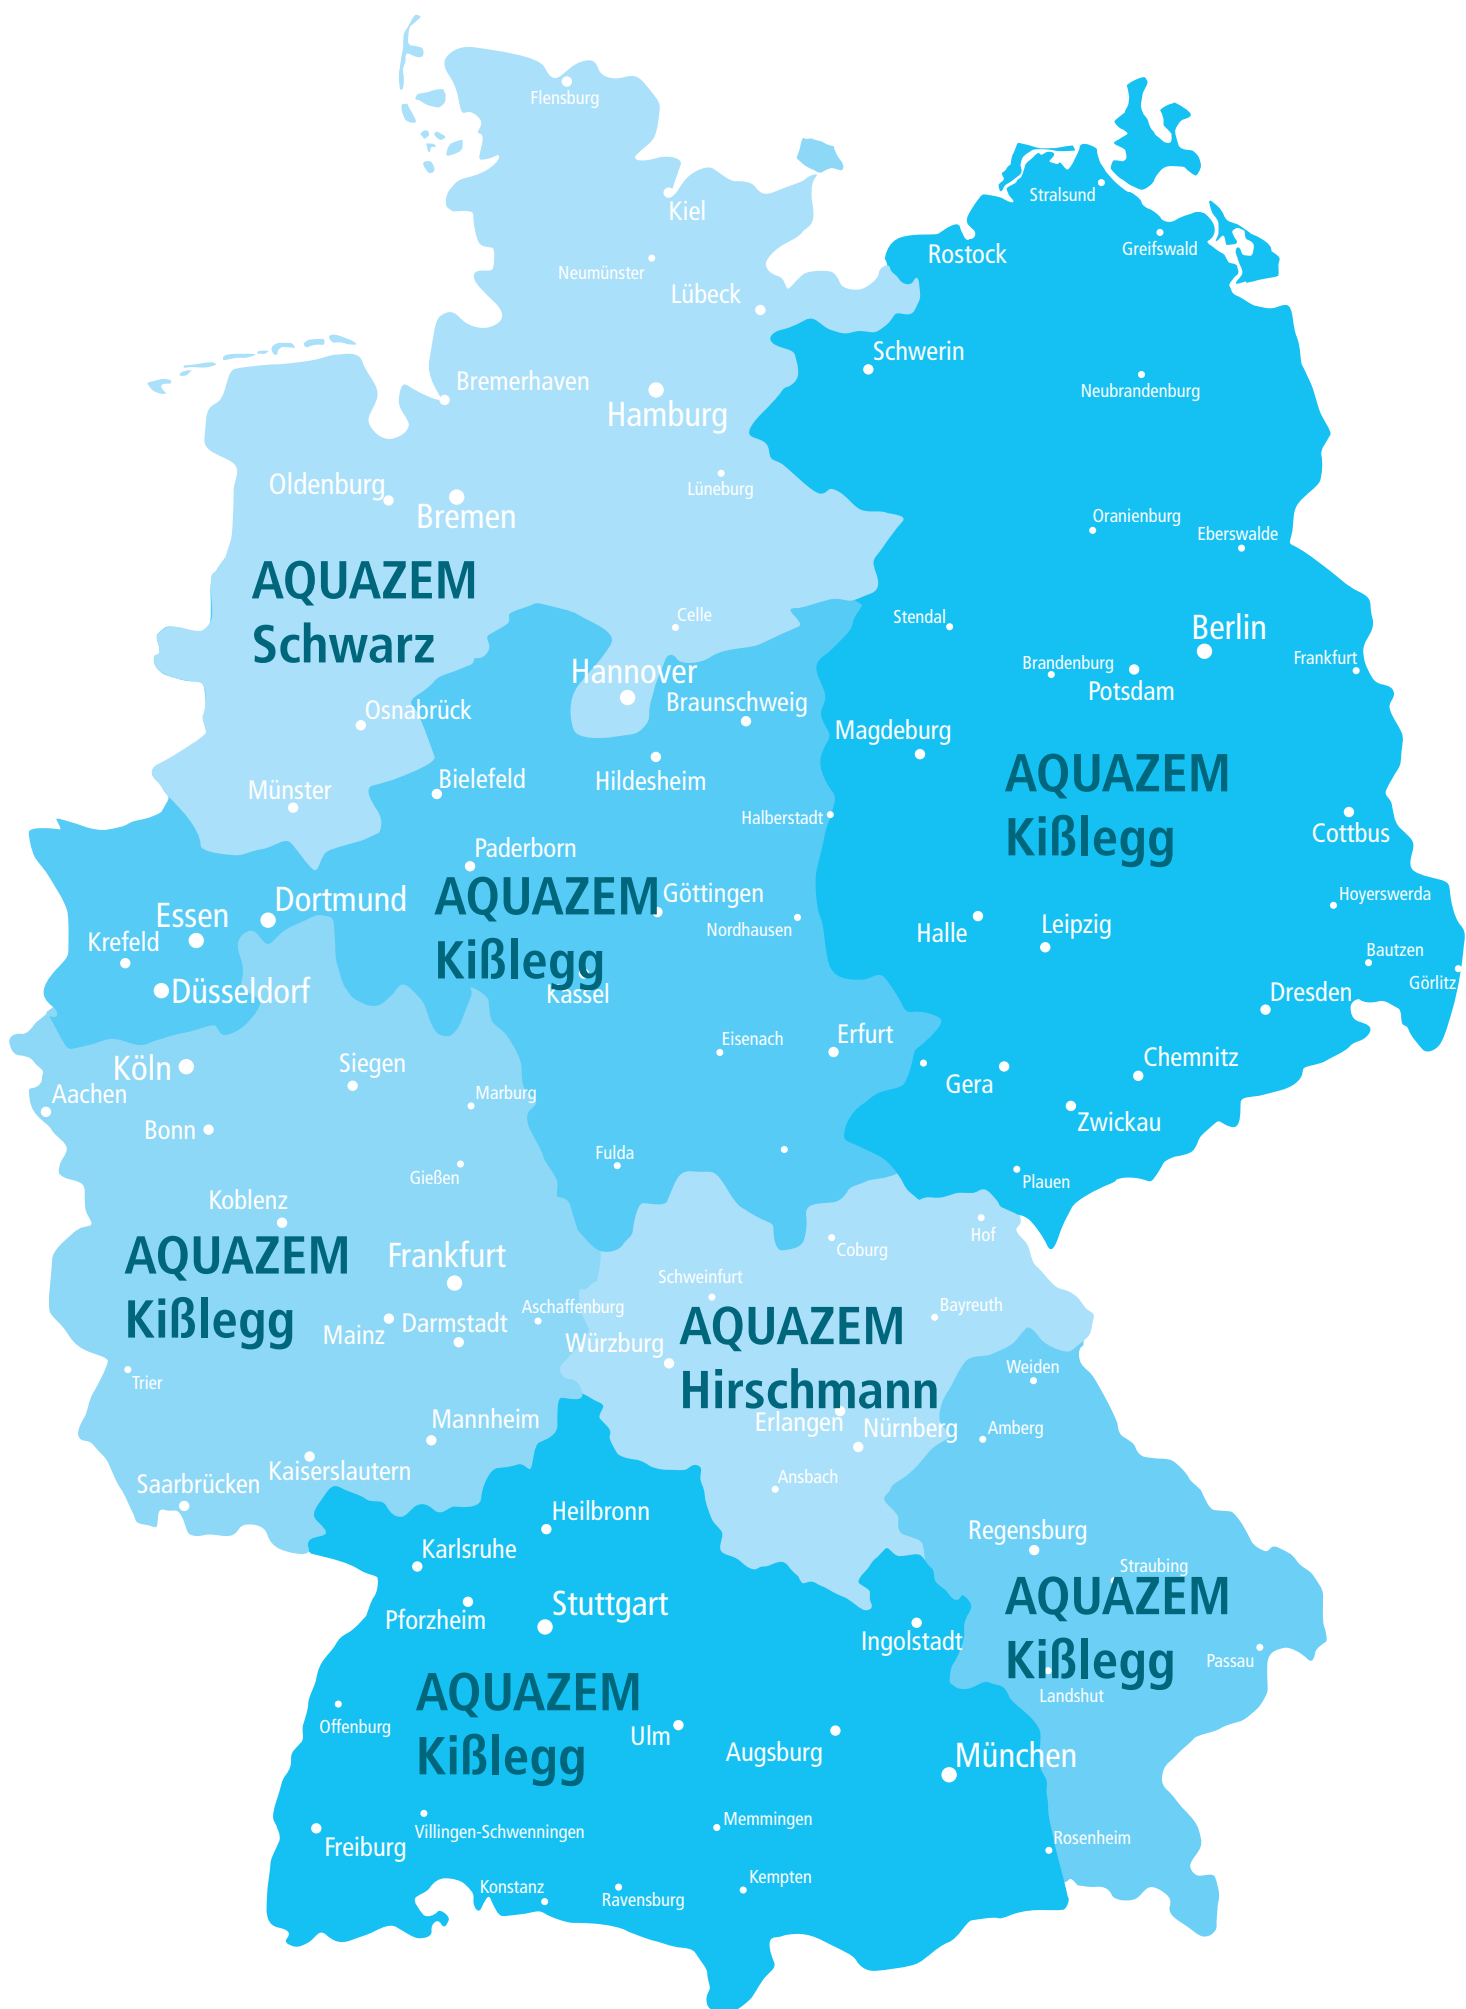 Flensburg
Kiel
Stralsund
Rostock
Greifswald
Neumünster
Lübeck
Schwerin
Bremerhaven
Neubrandenburg
Hamburg
Oldenburg
Lüneburg
Bremen
Oranienburg
Eberswalde
AQUAZEM
Schwarz
Celle
Stendal
Berlin
Hannover
Brandenburg
Frankfurt
Potsdam
Braunschweig
Osnabrück
Magdeburg
Bielefeld
Hildesheim
Münster
AQUAZEM
Kißlegg
Halberstadt
Cottbus
Paderborn
AQUAZEM
Kißlegg
Göttingen
Dortmund
Essen
Hoyerswerda
Nordhausen
Halle
Leipzig
Krefeld
Bautzen
Görlitz
Düsseldorf
Kassel
Dresden
Eisenach
Erfurt
Köln
Siegen
Chemnitz
Gera
Aachen
Marburg
Bonn
Zwickau
Fulda
Gießen
Plauen
Koblenz
Hof
Coburg
AQUAZEM
Kißlegg
Frankfurt
Schweinfurt
Aschaffenburg
Bayreuth
Mainz
Darmstadt
Würzburg
AQUAZEM
Hirschmann
Weiden
Trier
Mannheim
Erlangen
Nürnberg
Amberg
Saarbrücken
Kaiserslautern
Ansbach
Heilbronn
Regensburg
Karlsruhe
Straubing
Stuttgart
Pforzheim
AQUAZEM
Kißlegg
Ingolstadt
Passau
AQUAZEM
Kißlegg
Landshut
Offenburg
Ulm
Augsburg
München
Memmingen
Villingen-Schwenningen
Rosenheim
Freiburg
Kempten
Konstanz
Ravensburg